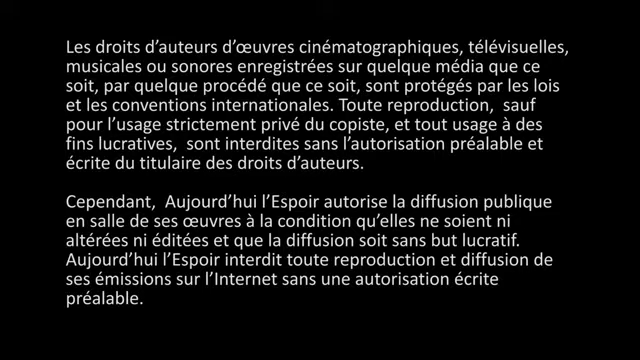 Les droits d’auteurs d’œuvres cinématographiques, télévisuelles,
musicales ou sonores enregistrées sur quelque média que ce
soit, par quelque procédé que ce soit, sont protégés par les lois
et les conventions internationales. Toute reproduction,  sauf
pour l’usage strictement privé du copiste, et tout usage à des
fins lucratives,  sont interdites sans l’autorisation préalable et
écrite du titulaire des droits d’auteurs.

Cependant,  Aujourd’hui l’Espoir autorise la diffusion publique
en salle de ses œuvres à la condition qu’elles ne soient ni
altérées ni éditées et que la diffusion soit sans but lucratif.
Aujourd’hui l’Espoir interdit toute reproduction et diffusion de
ses émissions sur l’Internet sans une autorisation écrite
préalable.